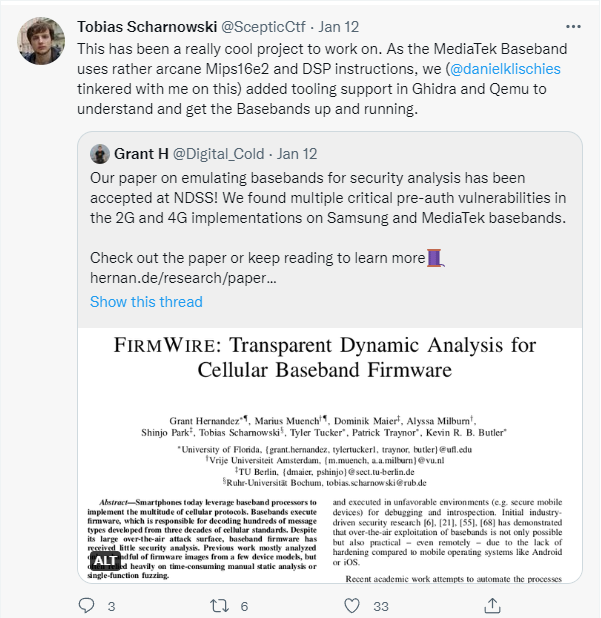 Tobias Scharnowski @ScepticCtf · Jan 12
This has been a really cool project to work on. As the MediaTek Baseband
uses rather arcane Mips16e2 and DSP instructions, we (@danielklischies
tinkered with me on this) added tooling support in Ghidra and Qemu to
understand and get the Basebands up and running.
Grant H @Digital_Cold · Jan 12
Our paper on emulating basebands for security analysis has been
accepted at NDSS! We found multiple critical pre-auth vulnerabilities in
the 2G and 4G implementations on Samsung and MediaTek basebands.
Check out the paper or keep reading to learn more🧵
hernan.de/research/paper...
Show this thread
FIRMWIRE: Transparent Dynamic Analysis for
Cellular Baseband Firmware
Grant Hernandez*¶, Marius Muench†¶, Dominik Maier‡, Alyssa Milburn†,
Shinjo Park‡, Tobias Scharnowski§, Tyler Tucker*, Patrick Traynor*, Kevin R. B. Butler*
*University of Florida, {grant.hernandez, tylertucker1, traynor, butler}@ufl.edu
†Vrije Universiteit Amsterdam, {m.muench, a.a.milburn}@vu.nl
‡TU Berlin, {dmaier, pshinjo}@sect.tu-berlin.de
§Ruhr-Universität Bochum, tobias.scharnowski@rub.de
Abstract—Smartphones today leverage baseband processors to
implement the multitude of cellular protocols. Basebands execute
firmware, which is responsible for decoding hundreds of message
types developed from three decades of cellular standards. Despite
its large over-the-air attack surface, baseband firmware has
received little security analysis. Previous work mostly analyzed
ndful of firmware images from a few device models, but
heavily on time-consuming manual static analysis or
single-function fuzzing.
ALT
and executed in unfavorable environments (e.g. secure mobile
devices) for debugging and introspection. Initial industry-
driven security research [6], [21], [55], [68] has demonstrated
that over-the-air exploitation of basebands is not only possible
but also practical – even remotely – due to the lack of
hardening compared to mobile operating systems like Android
or iOS.
Recent academic work attempts to automate the processes
3
6
33